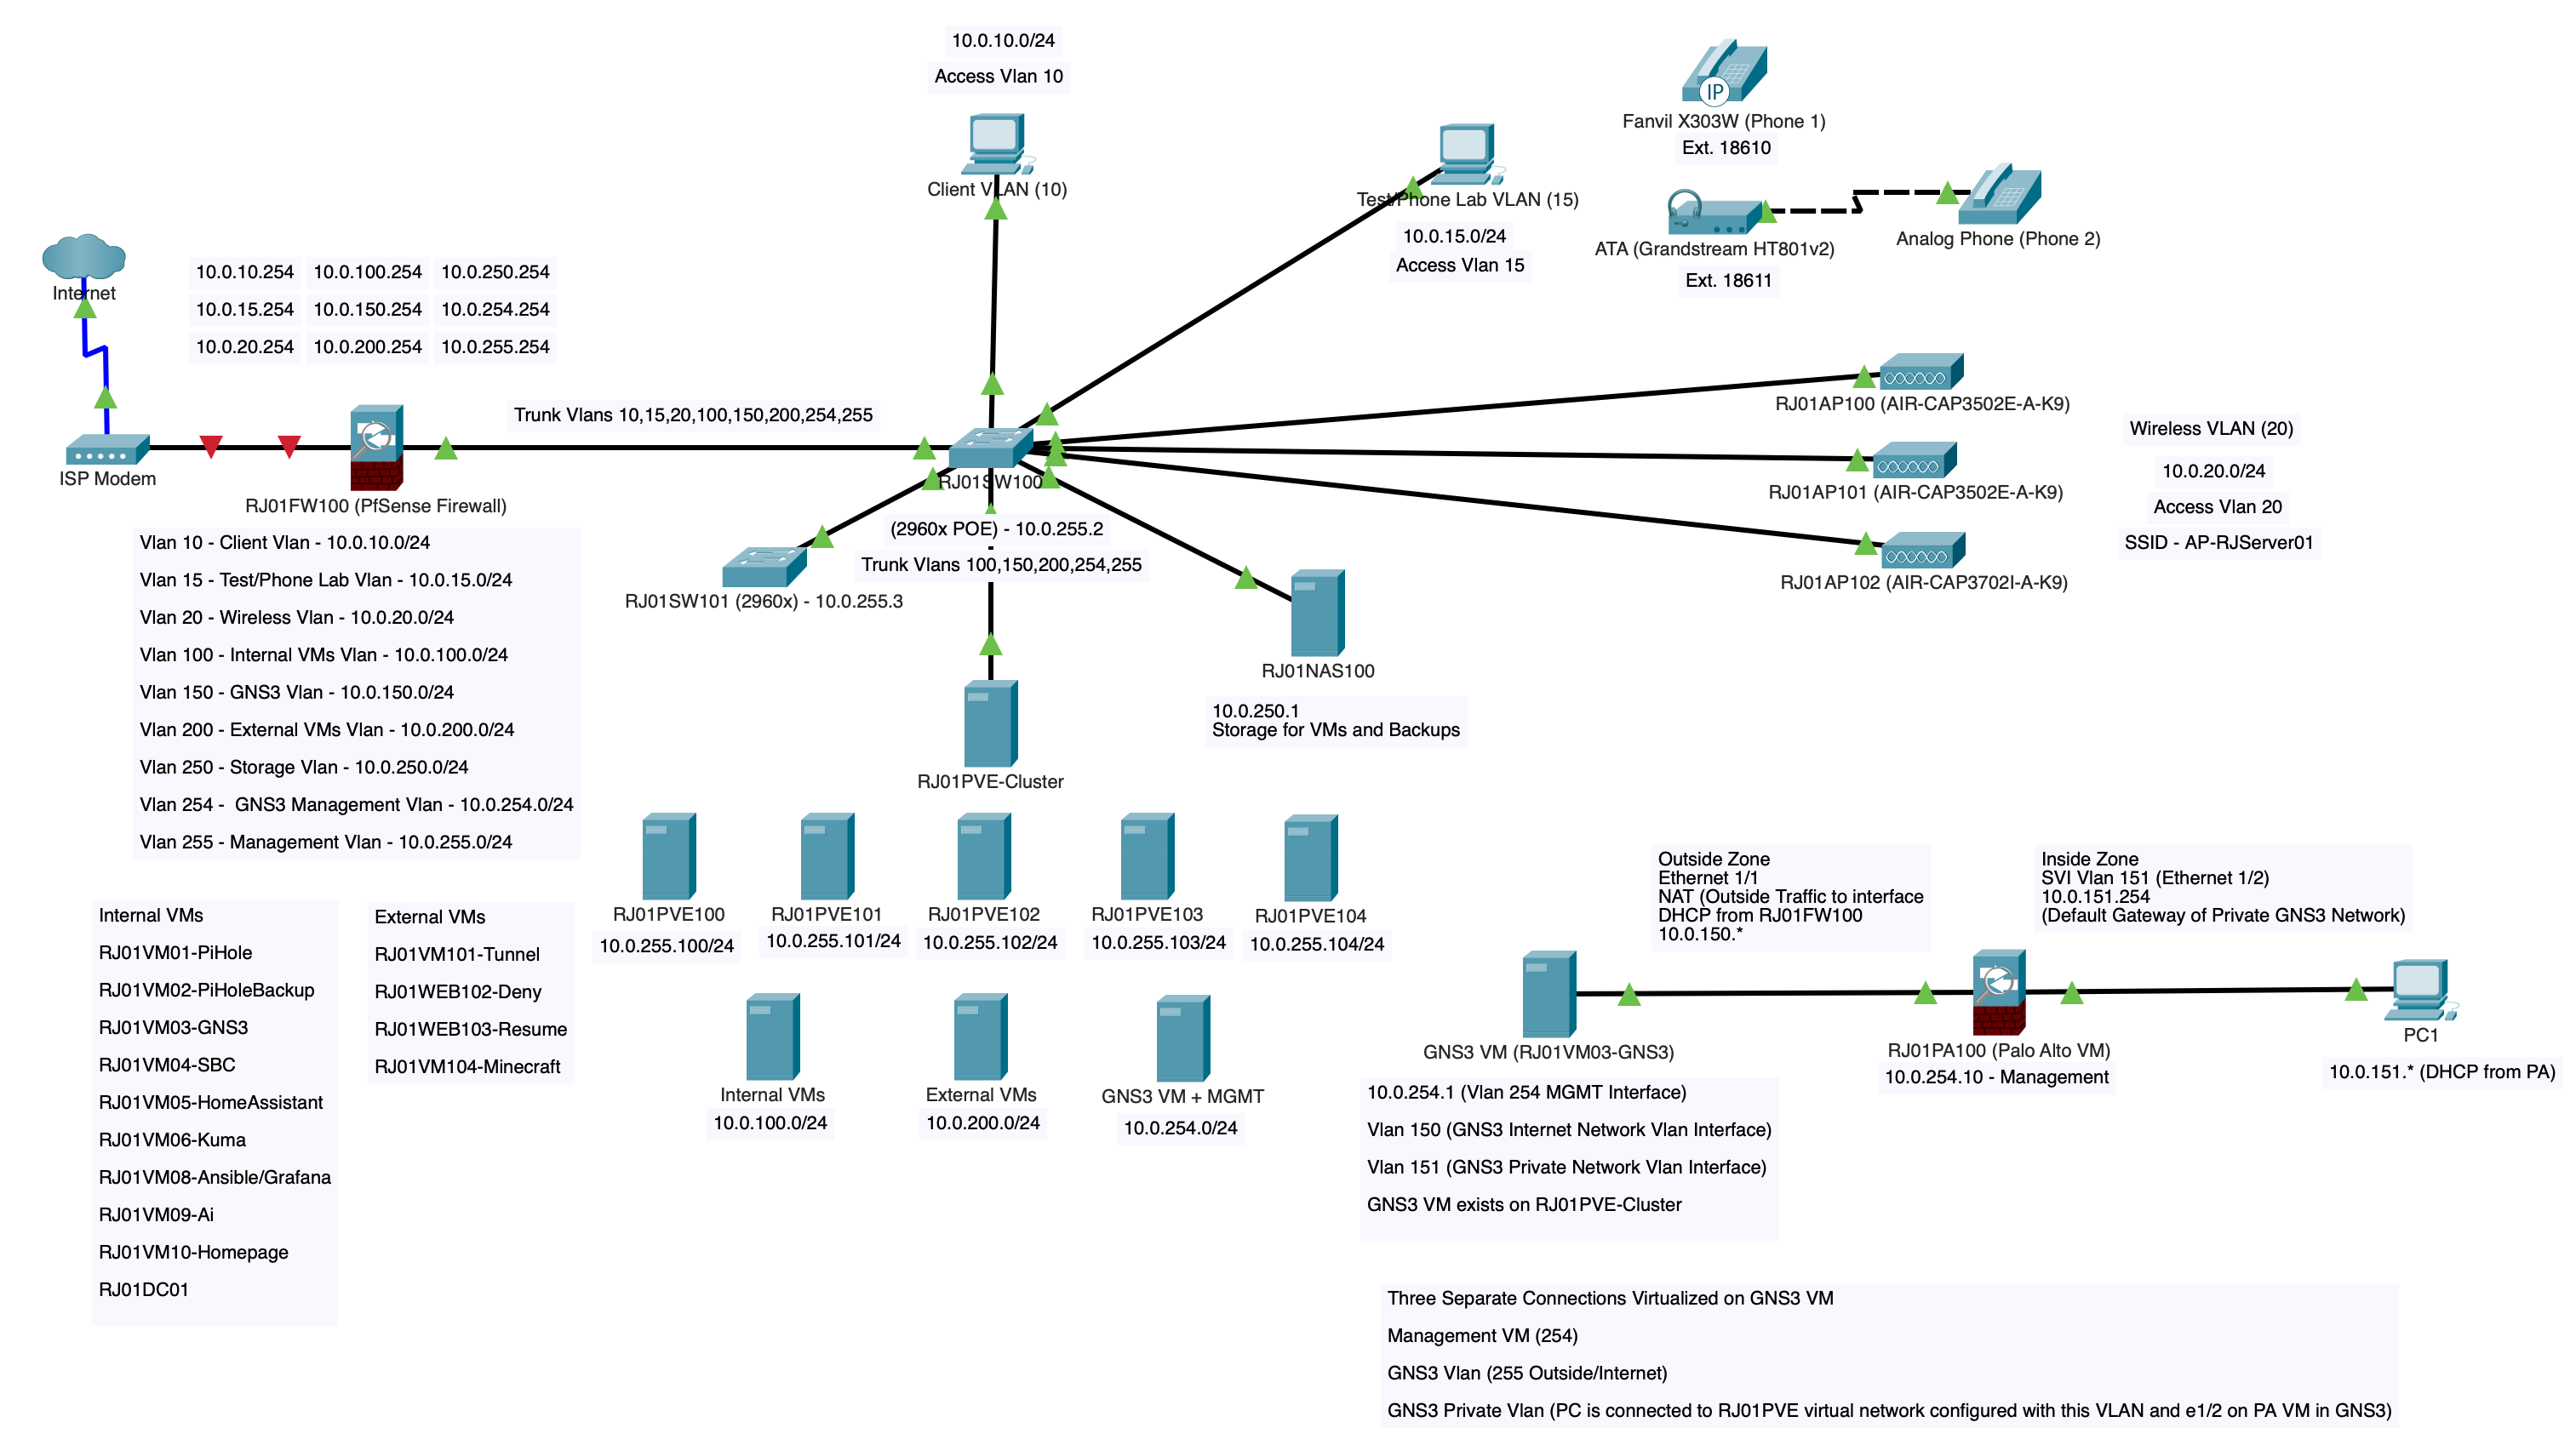 10.0.10.0/24
Access Vlan 10
Client VLAN (10)
Fanvil X303W (Phone 1)
IP
Ext. 18610
Test/Phone Lab VLAN (15)
10.0.15.0/24
Access Vlan 15
ATA (Grandstream HT801v2)
Ext. 18611
Analog Phone (Phone 2)
Internet
10.0.10.254 10.0.100.254 10.0.250.254
10.0.15.254 10.0.150.254 10.0.254.254
10.0.20.254 10.0.200.254 10.0.255.254
ISP Modem
RJ01FW100 (PfSense Firewall)
Trunk Vlans 10,15,20,100,150,200,254,255
RJ01SW100
(2960x POE) - 10.0.255.2
Trunk Vlans 100,150,200,254,255
RJ01SW101 (2960x) - 10.0.255.3
RJ01AP100 (AIR-CAP3502E-A-K9)
RJ01AP101 (AIR-CAP3502E-A-K9)
RJ01AP102 (AIR-CAP3702I-A-K9)
Wireless VLAN (20)
10.0.20.0/24
Access Vlan 20
SSID - AP-RJServer01
Vlan 10 - Client Vlan - 10.0.10.0/24
Vlan 15 - Test/Phone Lab Vlan - 10.0.15.0/24
Vlan 20 - Wireless Vlan - 10.0.20.0/24
Vlan 100 - Internal VMs Vlan - 10.0.100.0/24
Vlan 150 - GNS3 Vlan - 10.0.150.0/24
Vlan 200 - External VMs Vlan - 10.0.200.0/24
Vlan 250 - Storage Vlan - 10.0.250.0/24
Vlan 254 -  GNS3 Management Vlan - 10.0.254.0/24
Vlan 255 - Management Vlan - 10.0.255.0/24
RJ01NAS100
10.0.250.1
Storage for VMs and Backups
RJ01PVE-Cluster
RJ01PVE100
10.0.255.100/24
RJ01PVE101
10.0.255.101/24
RJ01PVE102
10.0.255.102/24
RJ01PVE103
10.0.255.103/24
RJ01PVE104
10.0.255.104/24
Internal VMs
RJ01VM01-PiHole
RJ01VM02-PiHoleBackup
RJ01VM03-GNS3
RJ01VM04-SBC
RJ01VM05-HomeAssistant
RJ01VM06-Kuma
RJ01VM08-Ansible/Grafana
RJ01VM09-Ai
RJ01VM10-Homepage
RJ01DC01
External VMs
RJ01VM101-Tunnel
RJ01WEB102-Deny
RJ01WEB103-Resume
RJ01VM104-Minecraft
Internal VMs
10.0.100.0/24
External VMs
10.0.200.0/24
GNS3 VM + MGMT
10.0.254.0/24
Outside Zone
Ethernet 1/1
NAT (Outside Traffic to interface
DHCP from RJ01FW100
10.0.150.*
Inside Zone
SVI Vlan 151 (Ethernet 1/2)
10.0.151.254
(Default Gateway of Private GNS3 Network)
GNS3 VM (RJ01VM03-GNS3)
RJ01PA100 (Palo Alto VM)
10.0.254.10 - Management
PC1
10.0.151.* (DHCP from PA)
10.0.254.1 (Vlan 254 MGMT Interface)
Vlan 150 (GNS3 Internet Network Vlan Interface)
Vlan 151 (GNS3 Private Network Vlan Interface)
GNS3 VM exists on RJ01PVE-Cluster
Three Separate Connections Virtualized on GNS3 VM
Management VM (254)
GNS3 Vlan (255 Outside/Internet)
GNS3 Private Vlan (PC is connected to RJ01PVE virtual network configured with this VLAN and e1/2 on PA VM in GNS3)